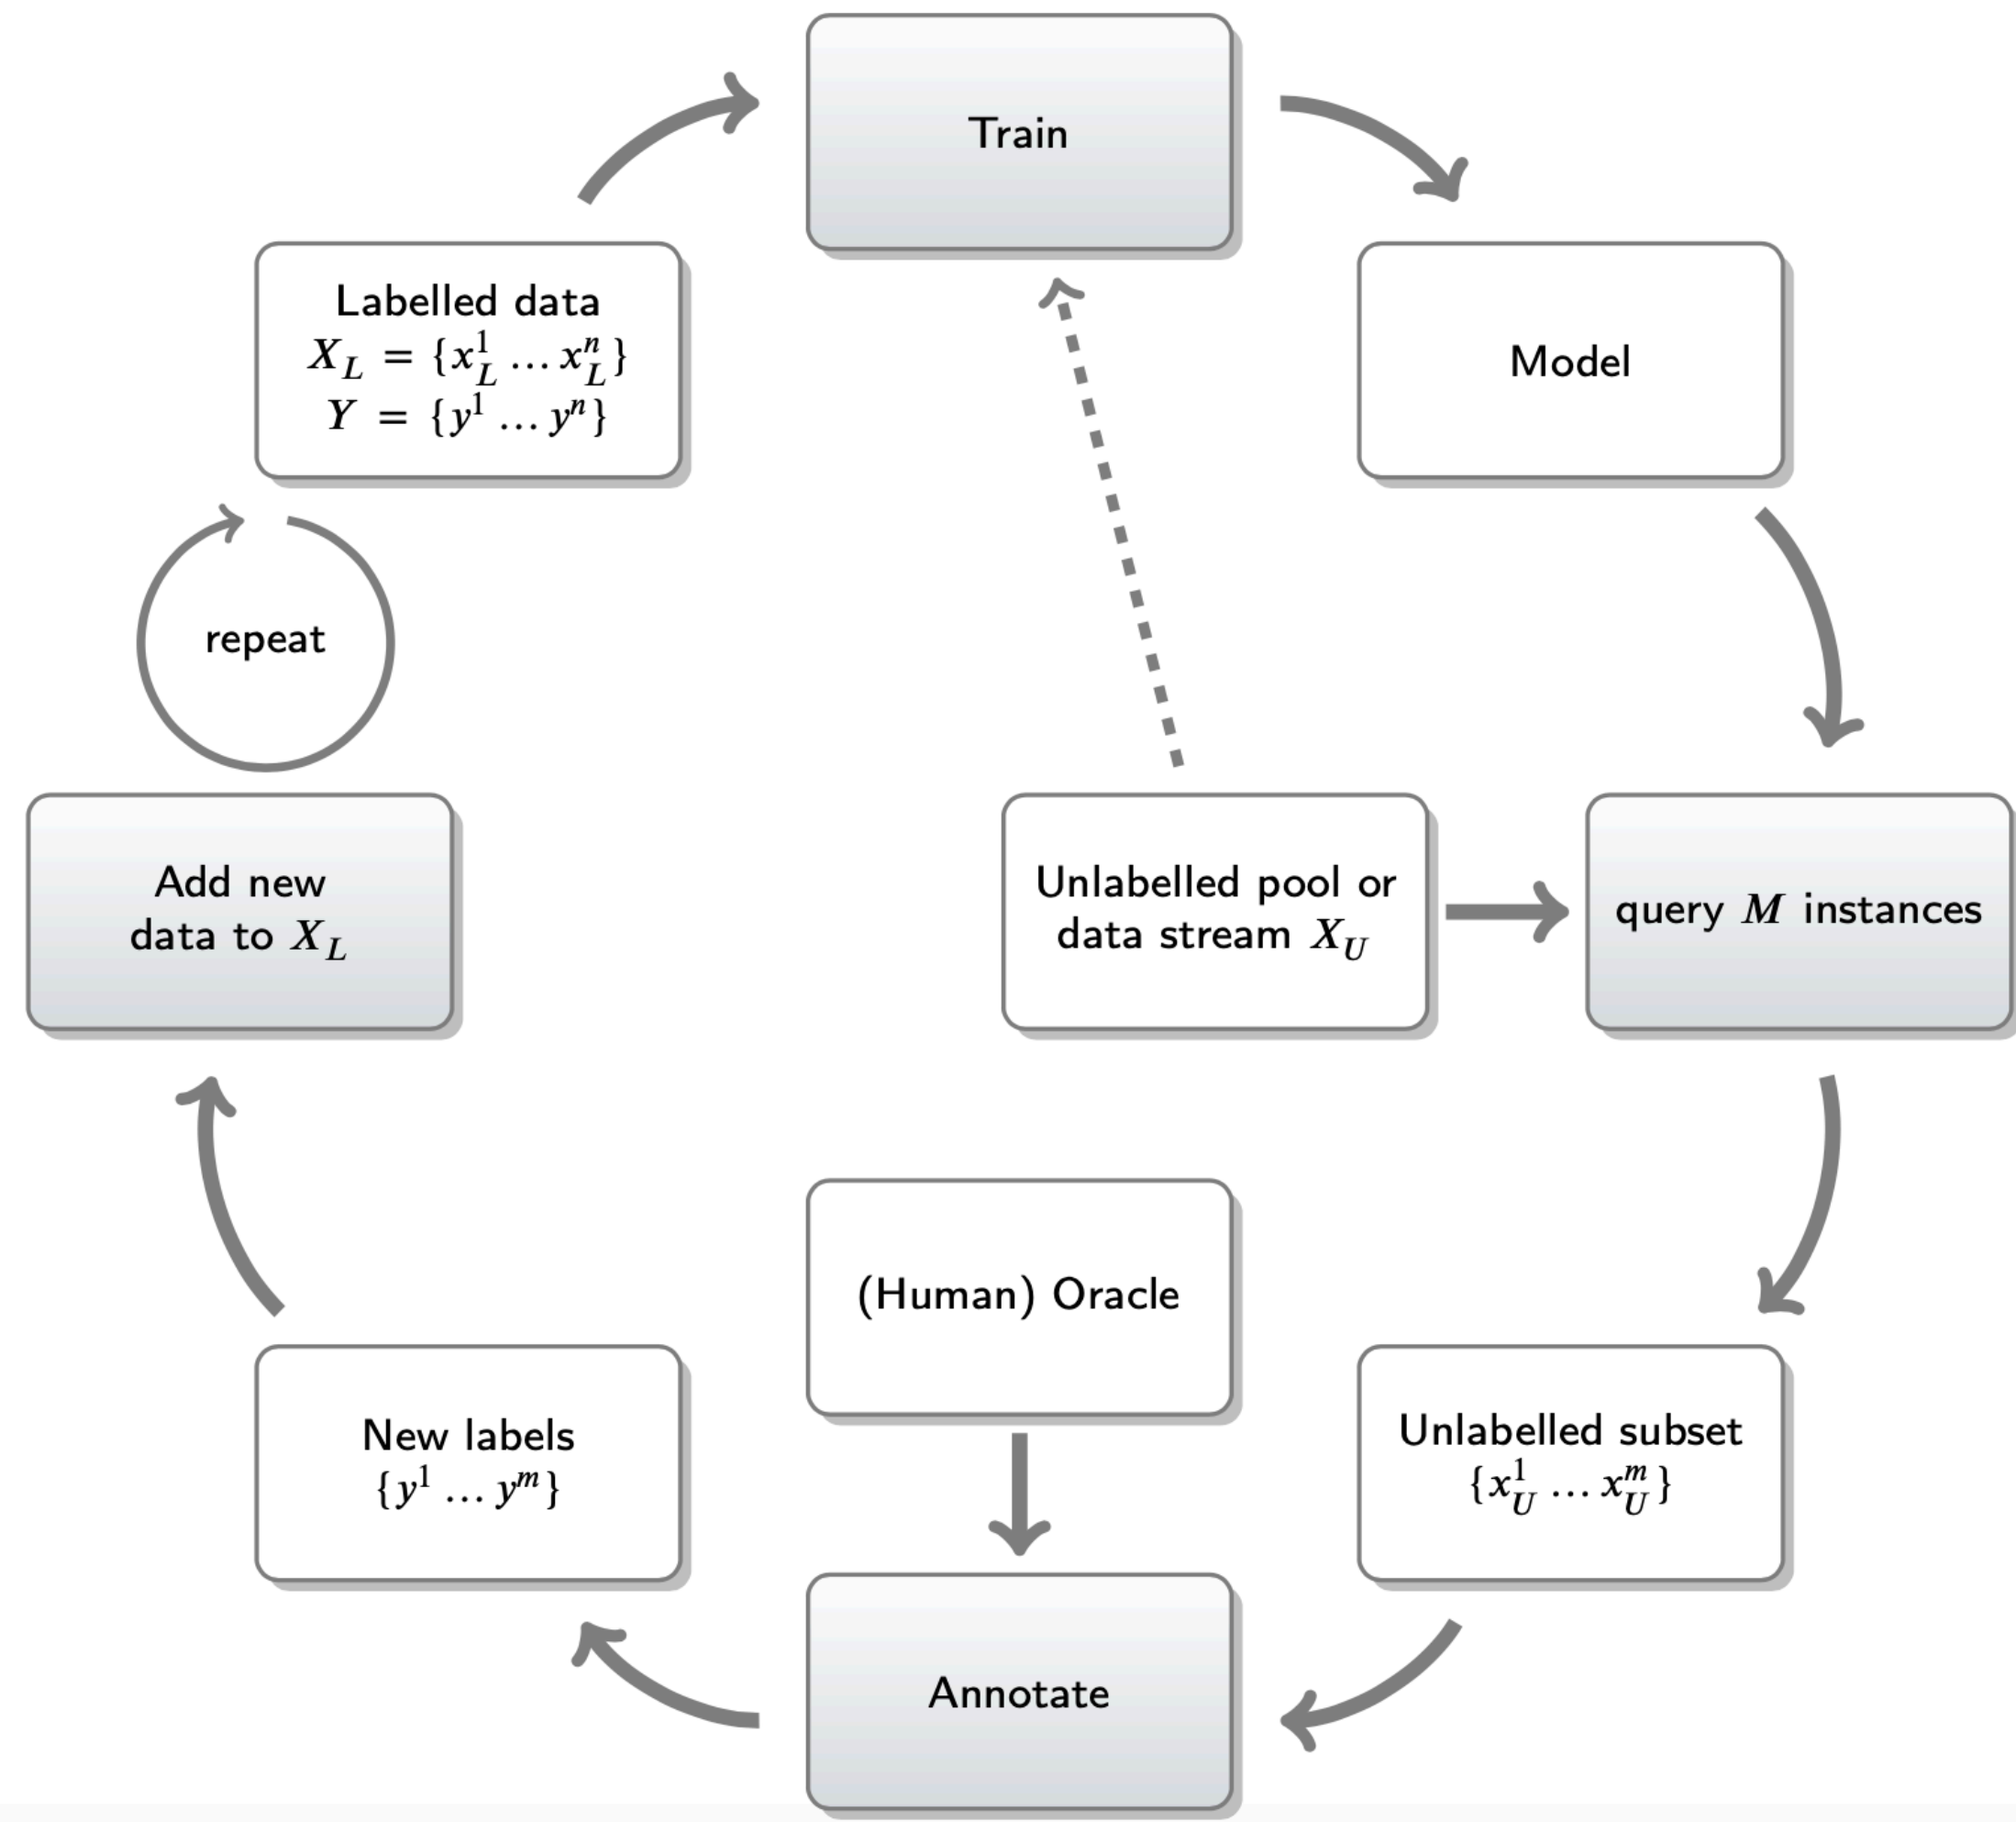 Train
Labelled data
X_L = {x_L^1 ... x_L^n}
Y = {y^1 ... y^n}
Model
repeat
Add new
data to X_L
Unlabelled pool or
data stream X_U
query M instances
(Human) Oracle
New labels
{y^1 ... y^m}
Unlabelled subset
{x_U^1 ... x_U^m}
Annotate